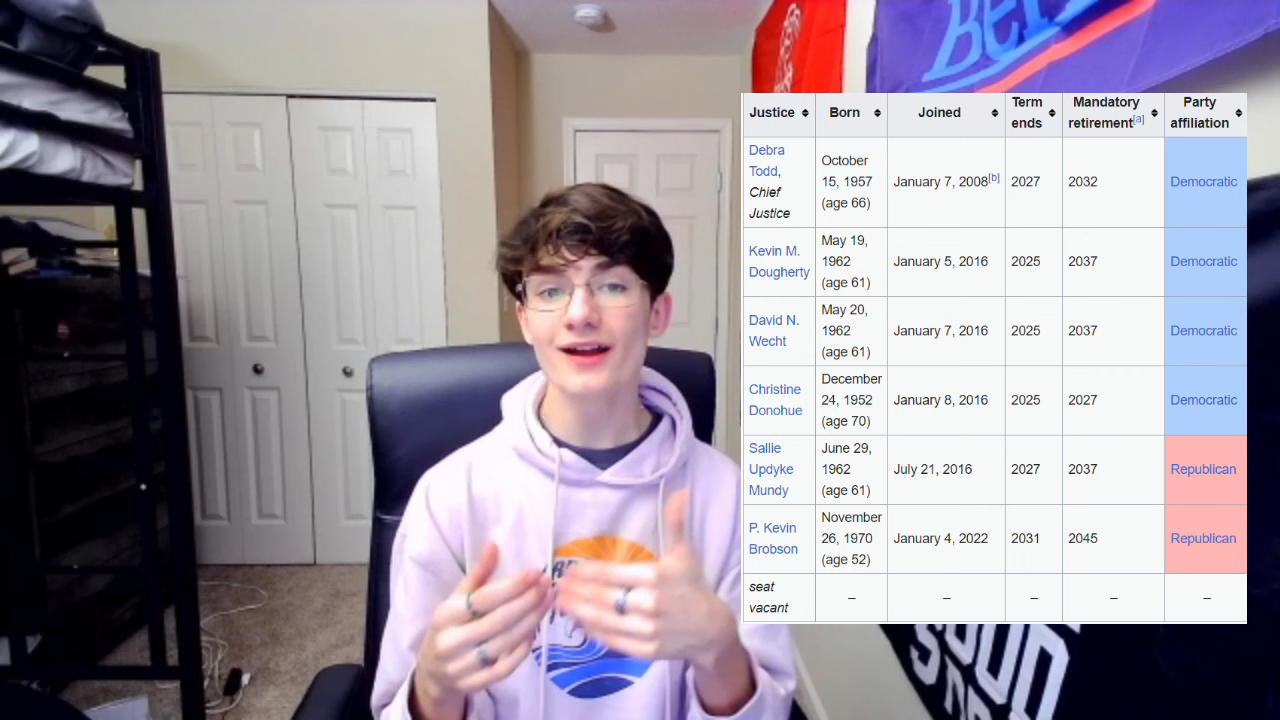 Justice Born Joined Term ends Mandatory retirement[a] Party affiliation
Debra Todd, Chief Justice October 15, 1957 (age 66) January 7, 2008[b] 2027 2032 Democratic
Kevin M. Dougherty May 19, 1962 (age 61) January 5, 2016 2025 2037 Democratic
David N. Wecht May 20, 1962 (age 61) January 7, 2016 2025 2037 Democratic
Christine Donohue December 24, 1952 (age 70) January 8, 2016 2025 2027 Democratic
Sallie Updyke Mundy June 29, 1962 (age 61) July 21, 2016 2027 2037 Republican
P. Kevin Brobson November 26, 1970 (age 52) January 4, 2022 2031 2045 Republican
seat vacant – – – – –